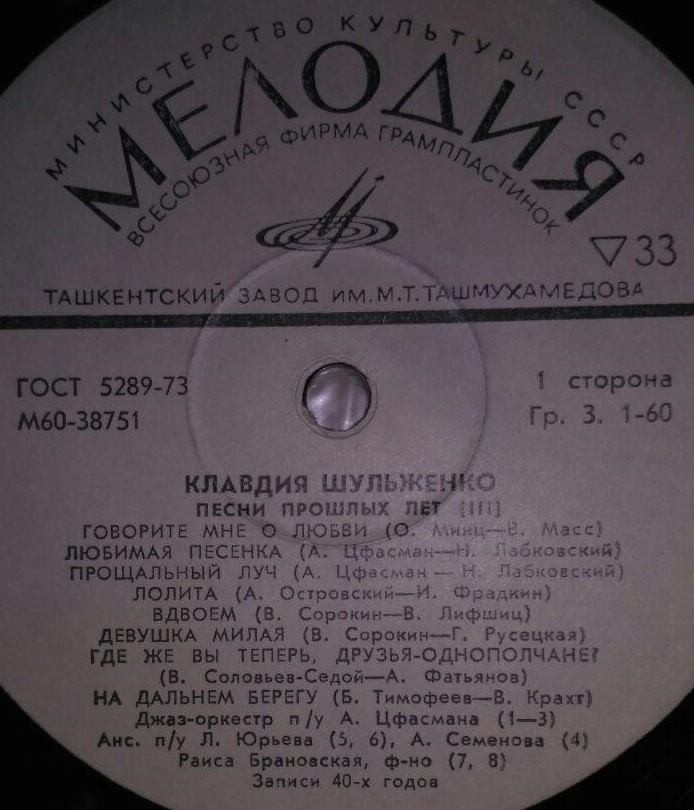 МИНИСТЕРСТВО КУЛЬТУРЫ СССР
МЕЛОДИЯ
ВСЕСОЮЗНАЯ ФИРМА ГРАМПЛАСТИНОК
33
ТАШКЕНТСКИЙ ЗАВОД ИМ. М.Т. ТАШМУХАМЕДОВА
ГОСТ 5289-73
1 сторона
М60-38751
Гр. 3. 1-60
КЛАВДИЯ ШУЛЬЖЕНКО
ПЕСНИ ПРОШЛЫХ ЛЕТ [III]
ГОВОРИТЕ МНЕ О ЛЮБВИ (О. Минц—В. Масс)
ЛЮБИМАЯ ПЕСЕНКА (А. Цфасман—Н. Лабковский)
ПРОЩАЛЬНЫЙ ЛУЧ (А. Цфасман — Н. Лабковский)
ЛОЛИТА (А. Островский—И. Фрадкин)
ВДВОЕМ (В. Сорокин—В. Лифшиц)
ДЕВУШКА МИЛАЯ (В. Сорокин—Г. Русецкая)
ГДЕ ЖЕ ВЫ ТЕПЕРЬ, ДРУЗЬЯ-ОДНОПОЛЧАНЕ?
(В. Соловьев-Седой—А. Фатьянов)
НА ДАЛЬНЕМ БЕРЕГУ (Б. Тимофеев—В. Крахт)
Джаз-оркестр п/у А. Цфасмана (1—3)
Анс. п/у Л. Юрьева (5, 6), А. Семенова (4)
Раиса Брановская, ф-но (7, 8)
Записи 40-х годов